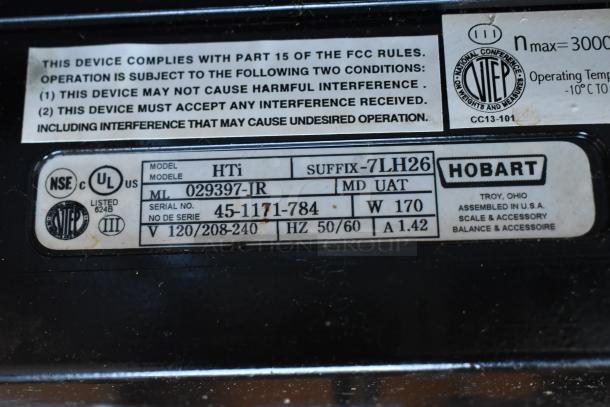 THIS DEVICE COMPLIES WITH PART 15 OF THE FCC RULES.
OPERATION IS SUBJECT TO THE FOLLOWING TWO CONDITIONS:
(1) THIS DEVICE MAY NOT CAUSE HARMFUL INTERFERENCE .
(2) THIS DEVICE MUST ACCEPT ANY INTERFERENCE RECEIVED.
INCLUDING INTERFERENCE THAT MAY CAUSE UNDESIRED OPERATION.
III
NATIONAL CONFERENCE
NTEP
ON WEIGHTS AND MEASURES
CC13-101
nmax=3000
Operating Temp
-10° C TO
NSF
C UL US
LISTED
624B
NTEP
III
MODEL HTi SUFFIX-7LH26
MODELE
ML 029397-JR MD UAT
SERIAL NO. 45-1171-784 W 170
NO DE SERIE
V 120/208-240 HZ 50/60 A 1.42
HOBART
TROY, OHIO
ASSEMBLED IN U.S.A.
SCALE & ACCESSORY
BALANCE & ACCESSOIRE
AUCTION GROUP